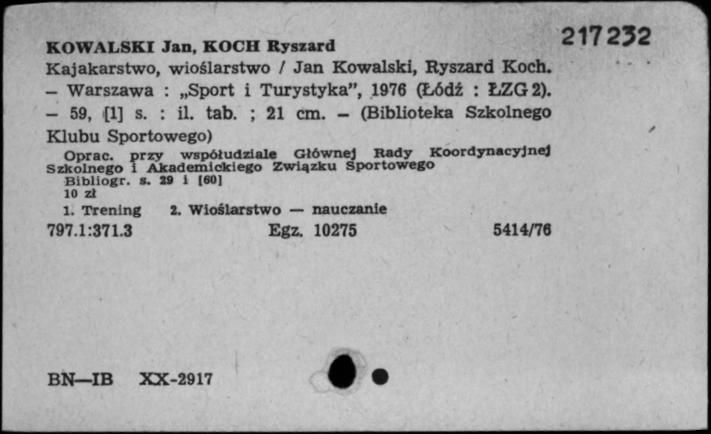 217232
KOWALSKI Jan, KOCH Ryszard
Kajakarstwo, wioślarstwo / Jan Kowalski, Ryszard Koch.
— Warszawa : „Sport i Turystyka”, 1976 (Łódź : ŁZG 2).
— 59, [1] s. : il. tab. ; 21 cm. — (Biblioteka Szkolnego
Klubu Sportowego)
Oprac. przy współudziale Głównej Rady Koordynacyjnej
Szkolnego i Akademickiego Związku Sportowego
Bibliogr. s. 29 i [60]
10 zł
1. Trening 2. Wioślarstwo — nauczanie
797.1:371.3 Egz. 10275 5414/76
BN—IB XX-2917